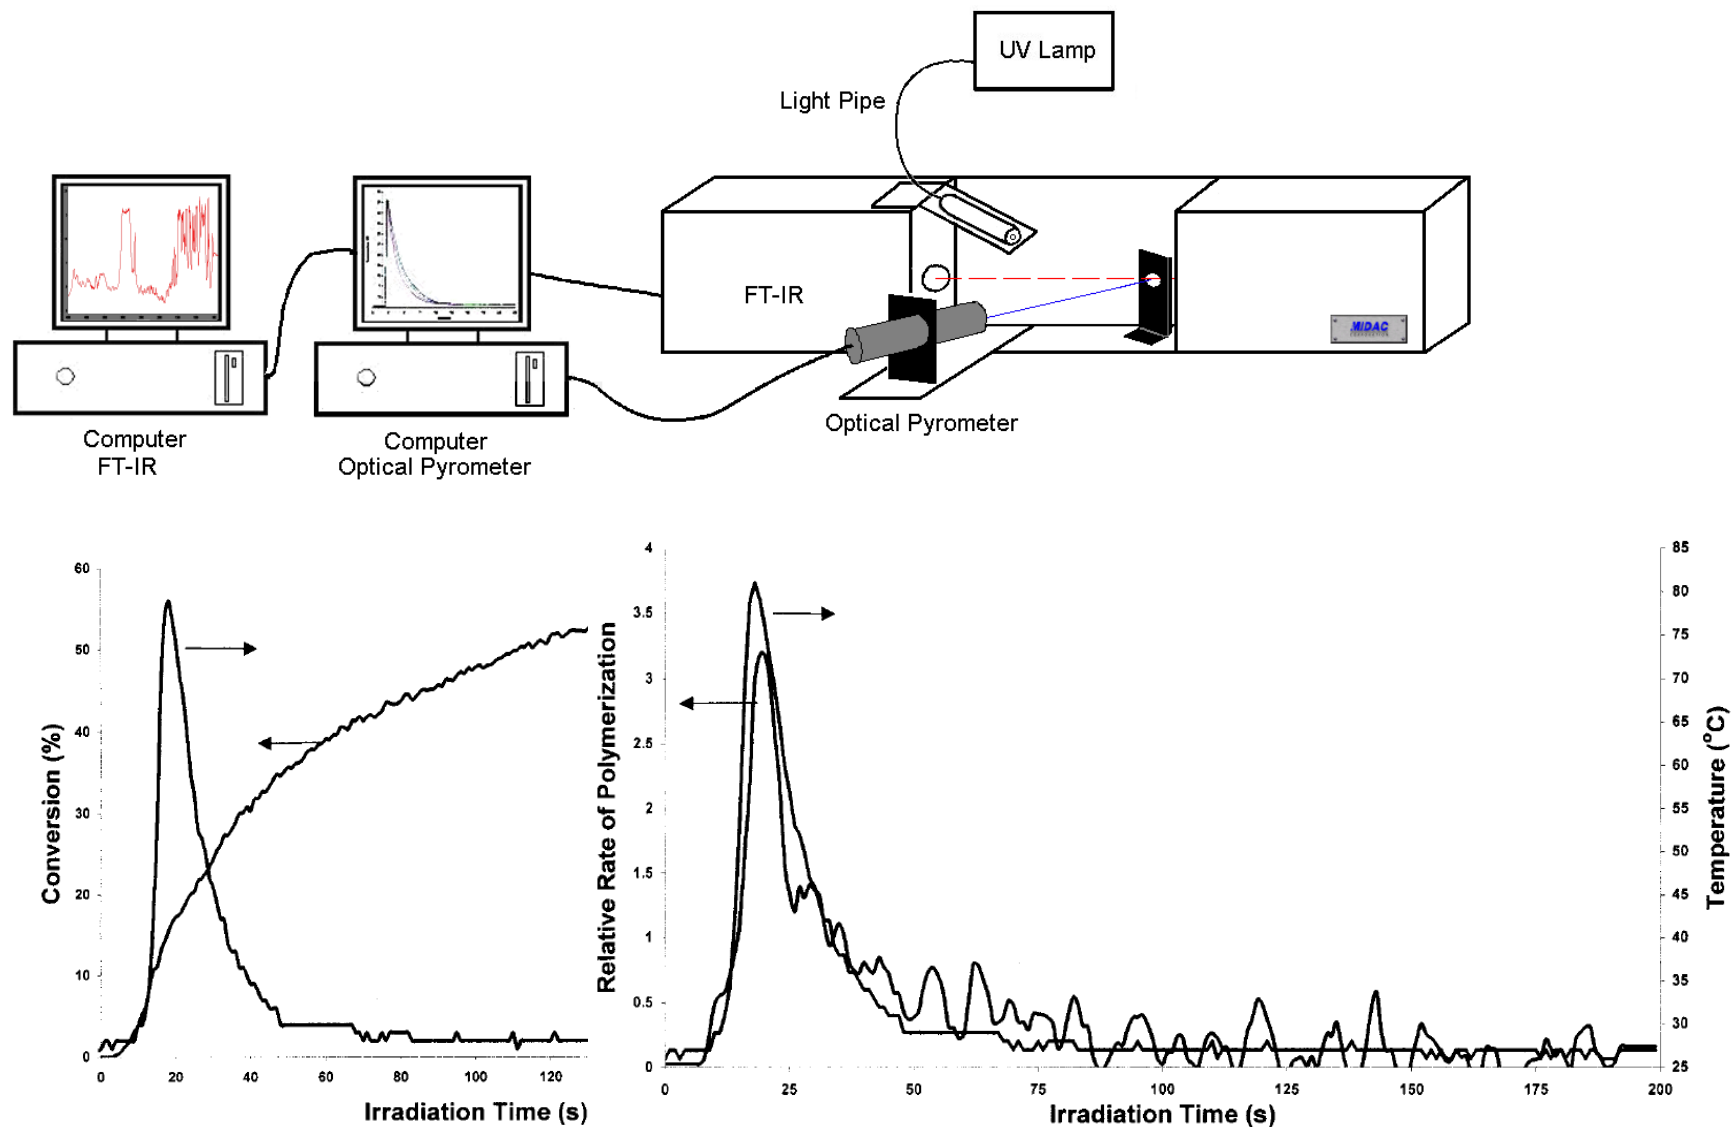 UV Lamp
Light Pipe
FT-IR
MIDAC
Optical Pyrometer
Computer
FT-IR
Computer
Optical Pyrometer
60
50
40
30
20
10
0
Conversion (%)
0 20 40 60 80 100 120
Irradiation Time (s)
4
3.5
3
2.5
2
1.5
1
0.5
0
Relative Rate of Polymerization
85
80
75
70
65
60
55
50
45
40
35
30
25
Temperature (°C)
0 25 50 75 100 125 150 175 200
Irradiation Time (s)